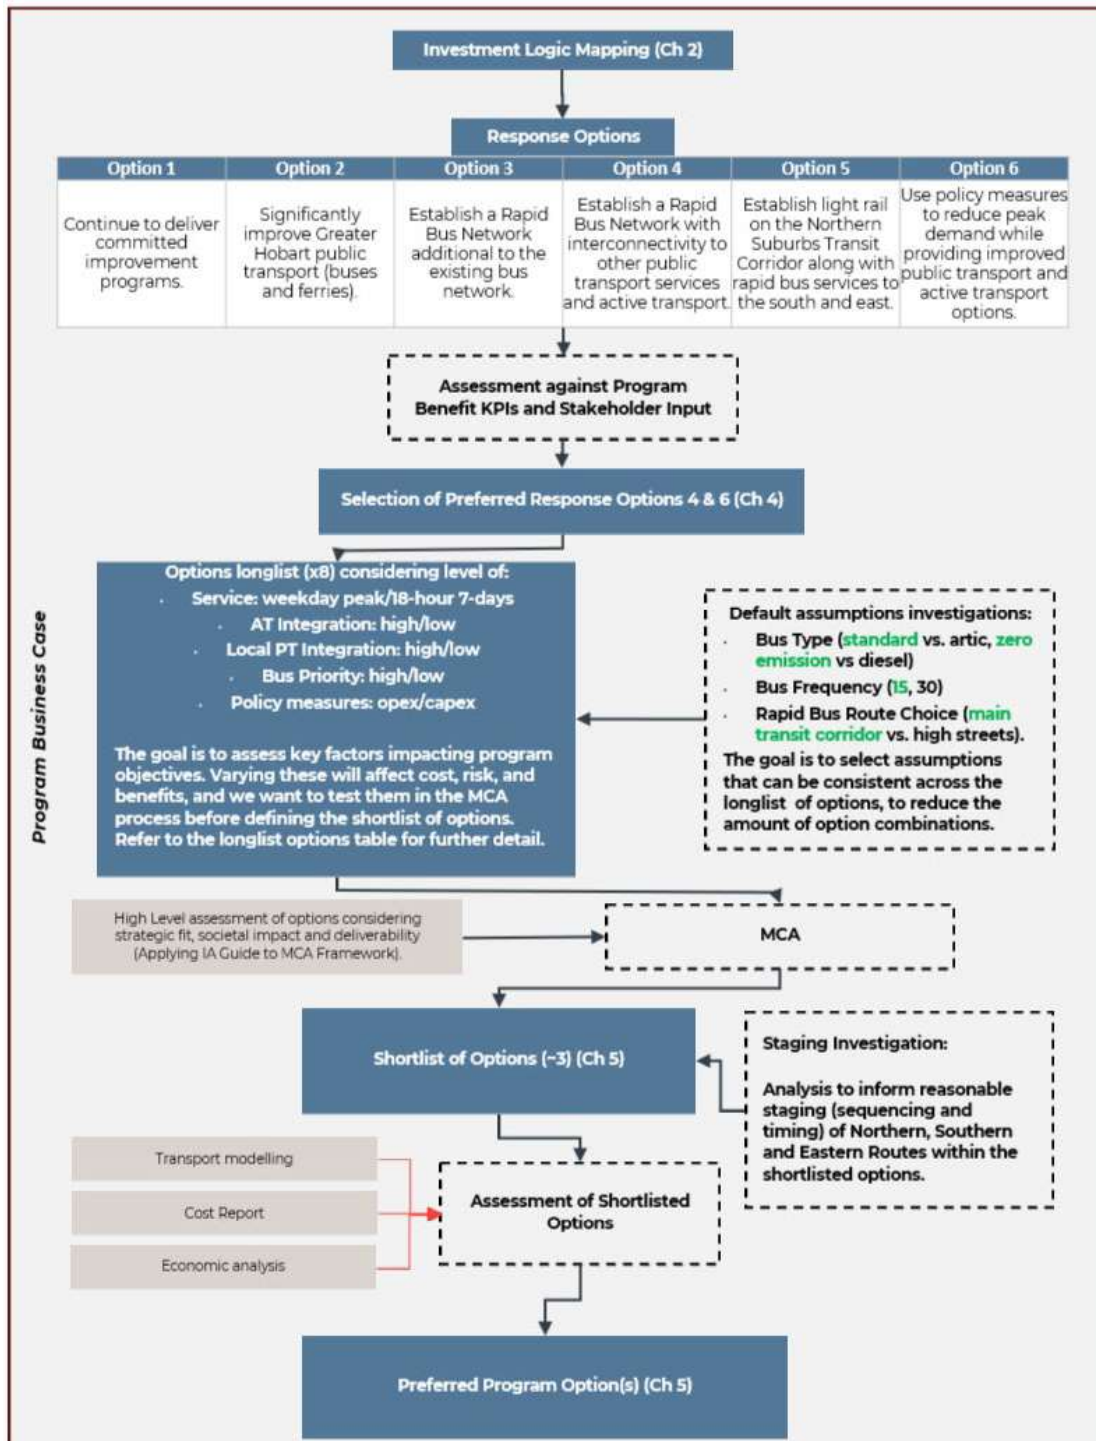 Investment Logic Mapping (Ch 2)
Response Options
Option 1
Option 2
Option 3
Option 4
Option 5
Option 6
Continue to deliver
committed
improvement
programs.
Significantly
improve Greater
Hobart public
transport (buses
and ferries).
Establish a Rapid
Bus Network
additional to the
existing bus
network.
Establish a Rapid
Bus Network with
interconnectivity to
other public
transport services
and active transport.
Establish light rail
on the Northern
Suburbs Transit
Corridor along with
rapid bus services to
the south and east.
Use policy measures
to reduce peak
demand while
providing improved
public transport and
active transport
options.
Assessment against Program
Benefit KPIs and Stakeholder Input
Selection of Preferred Response Options 4 & 6 (Ch 4)
Program Business Case
Options longlist (x8) considering level of:
· Service: weekday peak/18-hour 7-days
· AT Integration: high/low
· Local PT Integration: high/low
· Bus Priority: high/low
· Policy measures: opex/capex
The goal is to assess key factors impacting program
objectives. Varying these will affect cost, risk, and
benefits, and we want to test them in the MCA
process before defining the shortlist of options.
Refer to the longlist options table for further detail.
Default assumptions investigations:
· Bus Type (standard vs. artic, zero
emission vs diesel)
· Bus Frequency (15, 30)
· Rapid Bus Route Choice (main
transit corridor vs. high streets).
The goal is to select assumptions
that can be consistent across the
longlist of options, to reduce the
amount of option combinations.
High Level assessment of options considering
strategic fit, societal impact and deliverability
(Applying IA Guide to MCA Framework).
MCA
Shortlist of Options (~3) (Ch 5)
Staging Investigation:
Analysis to inform reasonable
staging (sequencing and
timing) of Northern, Southern
and Eastern Routes within the
shortlisted options.
Transport modelling
Cost Report
Economic analysis
Assessment of Shortlisted
Options
Preferred Program Option(s) (Ch 5)